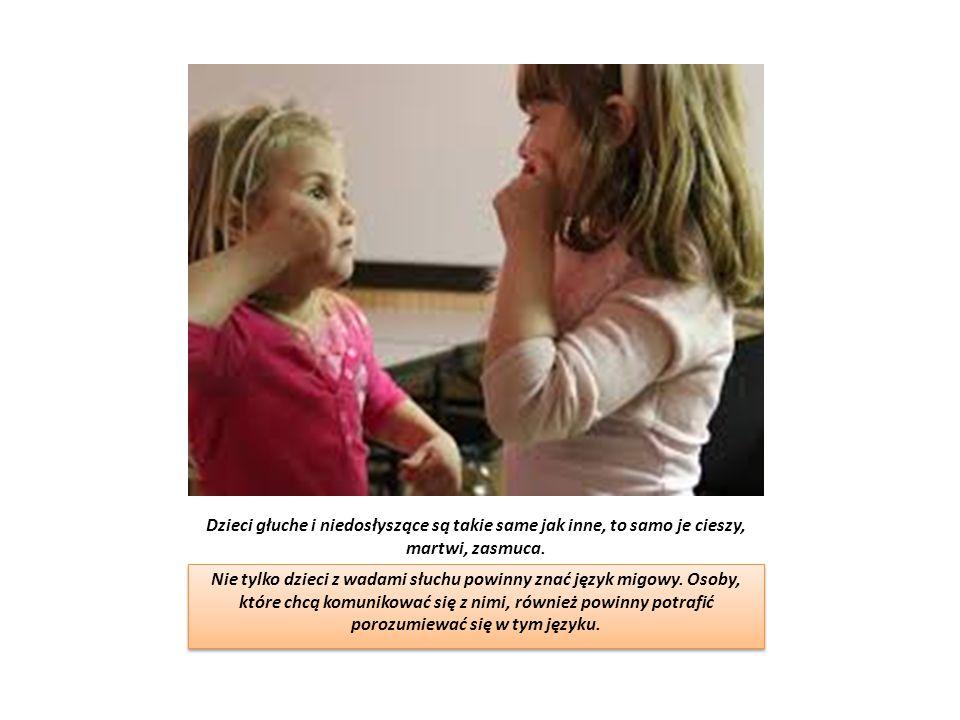 Dzieci głuche i niedosłyszące są takie same jak inne, to samo je cieszy,
martwi, zasmuca.
Nie tylko dzieci z wadami słuchu powinny znać język migowy. Osoby,
które chcą komunikować się z nimi, również powinny potrafić
porozumiewać się w tym języku.